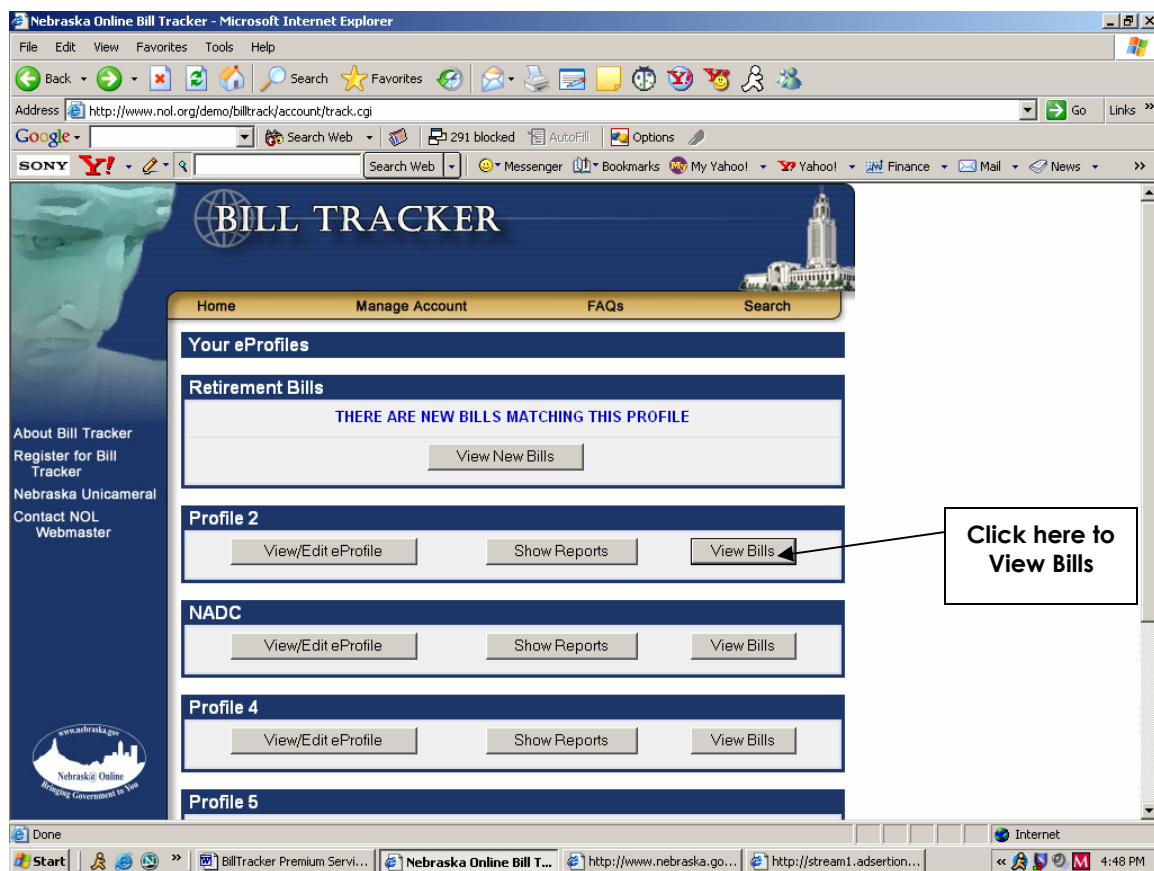 Nebraska Online Bill Tracker - Microsoft Internet Explorer
File Edit View Favorites Tools Help
Back Search Favorites
Address http://www.nol.org/demo/billtrack/account/track.cgi Go Links »
Google Search Web 291 blocked AutoFill Options
SONY Y! Search Web Messenger Bookmarks My Yahoo! Yahoo! Finance Mail News »
BILL TRACKER
Home Manage Account FAQs Search
Your eProfiles
Retirement Bills
THERE ARE NEW BILLS MATCHING THIS PROFILE
View New Bills
About Bill Tracker
Register for Bill
Tracker
Nebraska Unicameral
Contact NOL
Webmaster
Profile 2
View/Edit eProfile Show Reports View Bills
Click here to
View Bills
NADC
View/Edit eProfile Show Reports View Bills
Profile 4
View/Edit eProfile Show Reports View Bills
www.nebraska.gov
Nebrask@ Online
Bringing Government to You
Profile 5
Done Internet
Start » BillTracker Premium Servi... Nebraska Online Bill T... http://www.nebraska.go... http://stream1.adsertion... « M 4:48 PM